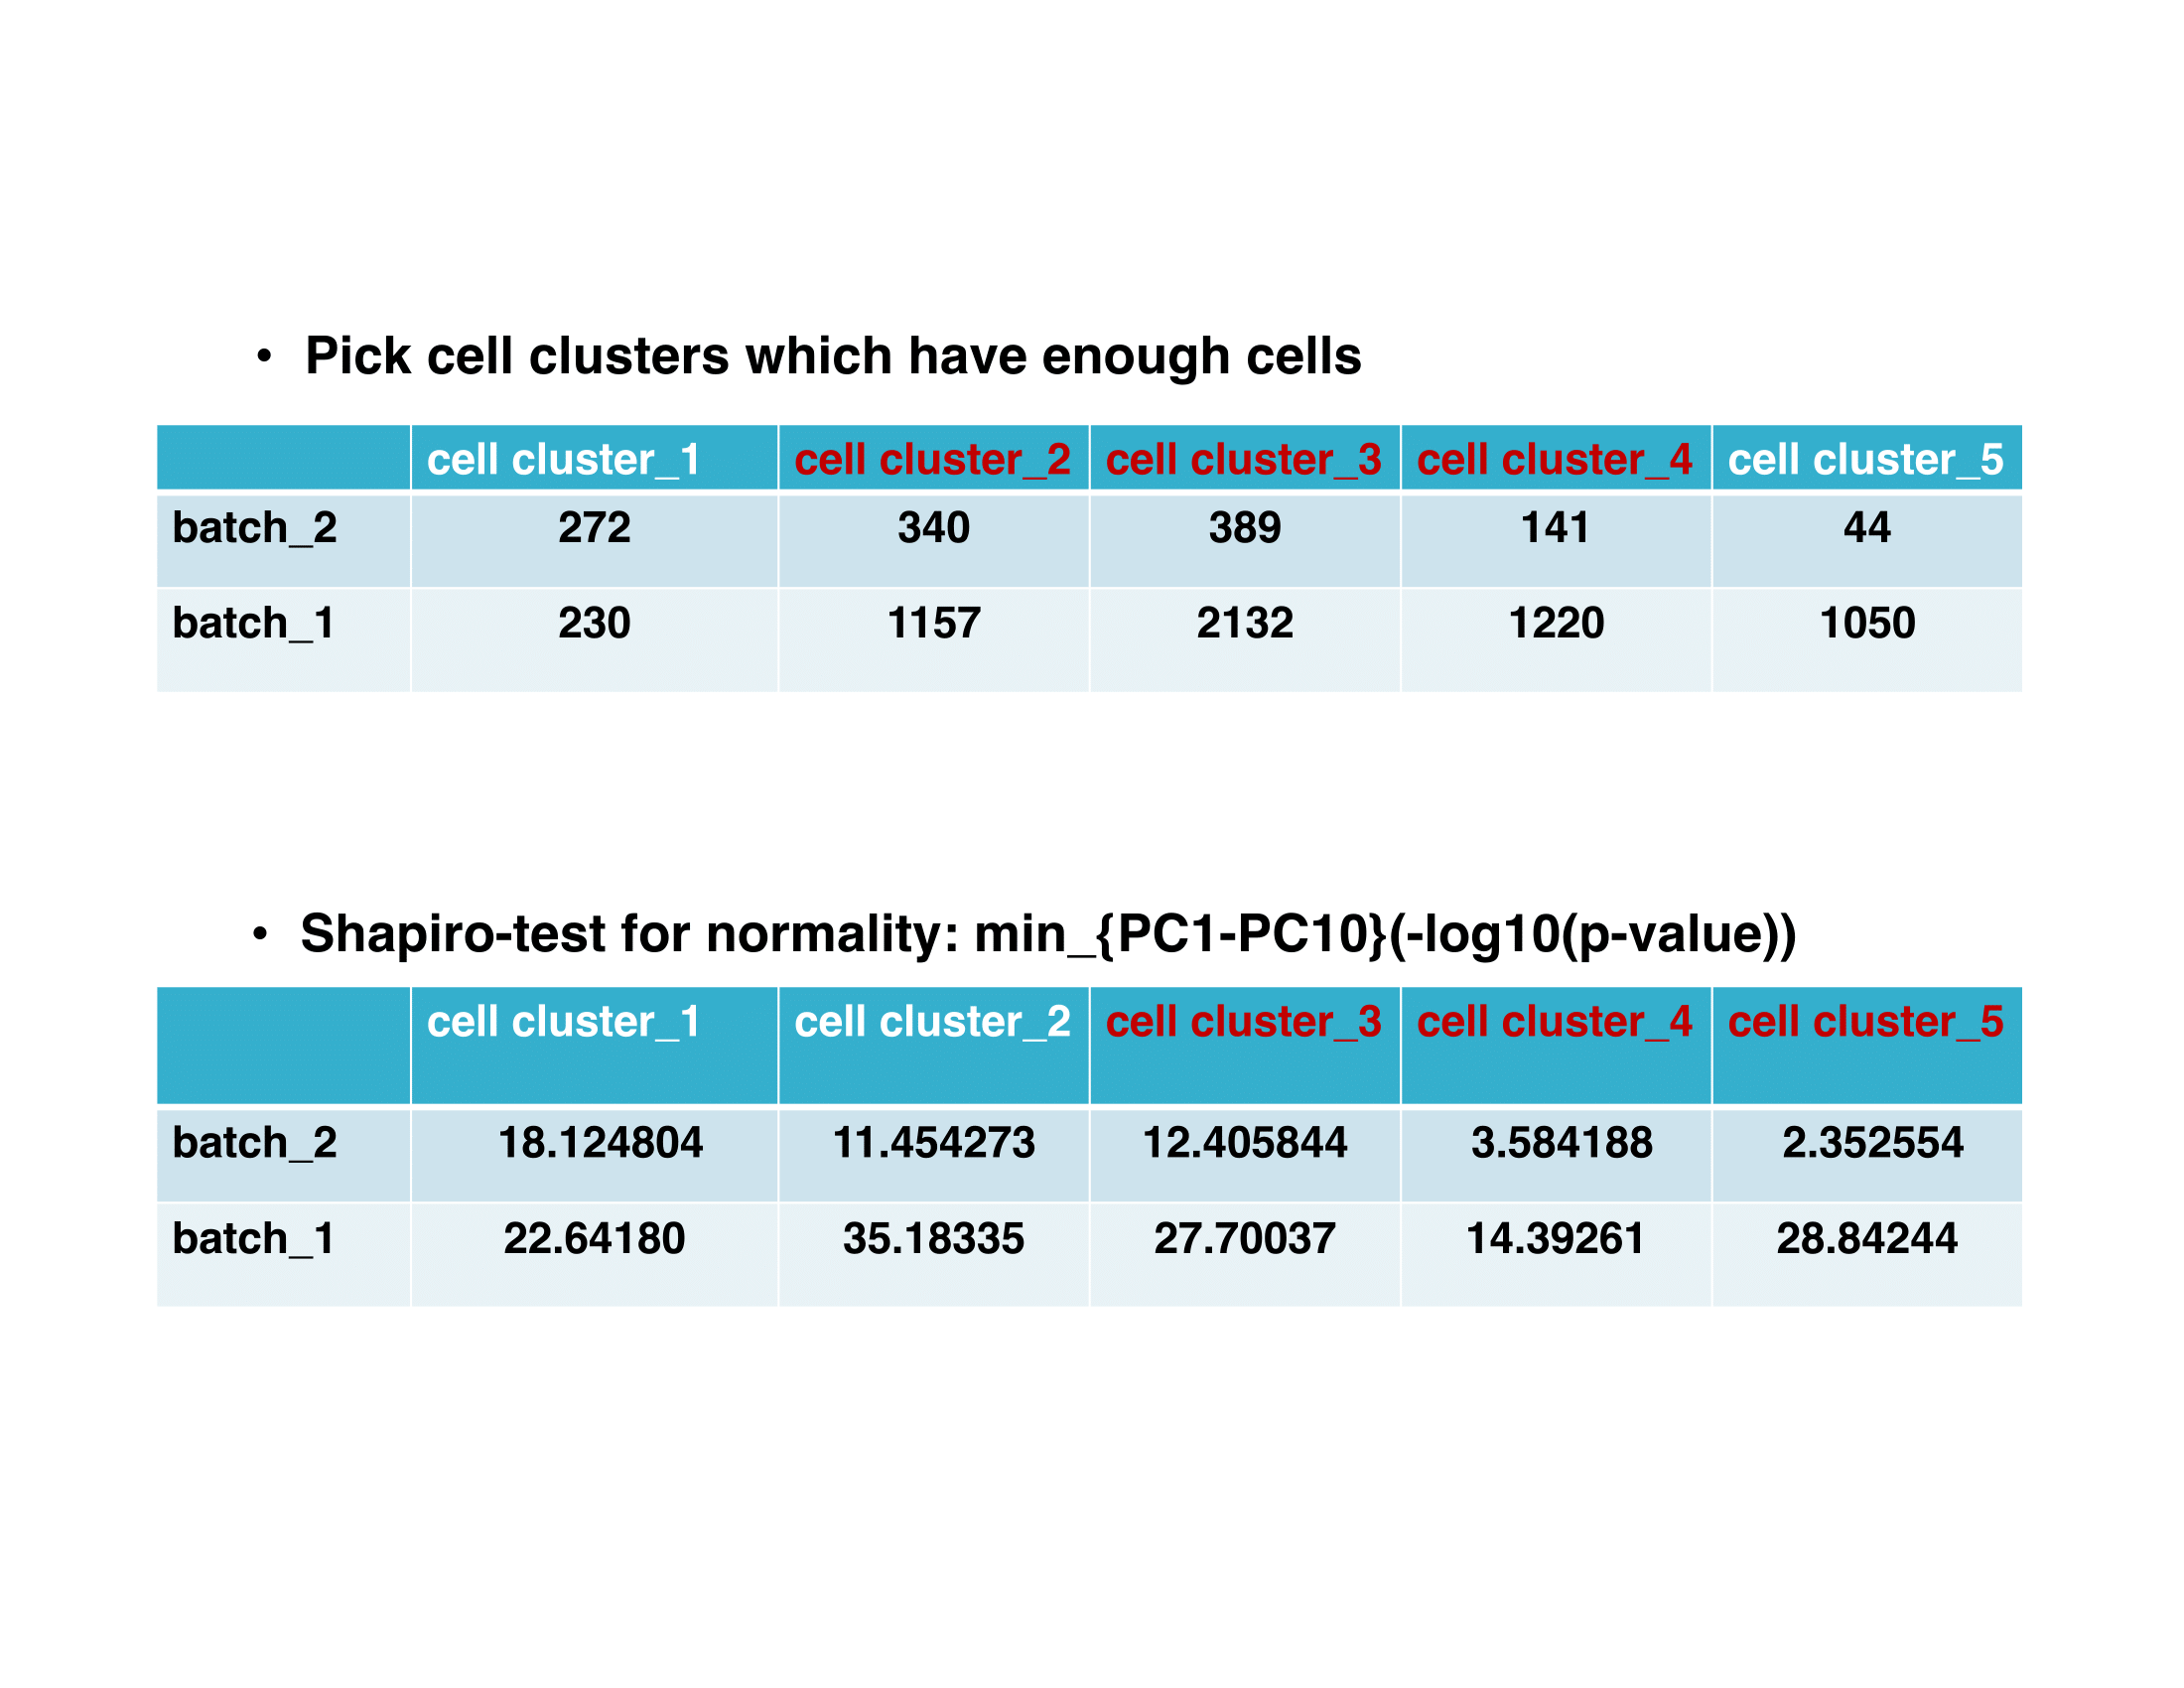 • Pick cell clusters which have enough cells
cell cluster_1 cell cluster_2 cell cluster_3 cell cluster_4 cell cluster_5
batch_2 272 340 389 141 44
batch_1 230 1157 2132 1220 1050
• Shapiro-test for normality: min_{PC1-PC10{(-log10(p-value))
cell cluster_1 cell cluster_2 cell cluster_3 cell cluster_4 cell cluster_5
batch_2 18.124804 11.454273 12.405844 3.584188 2.352554
batch_1 22.64180 35.18335 27.70037 14.39261 28.84244